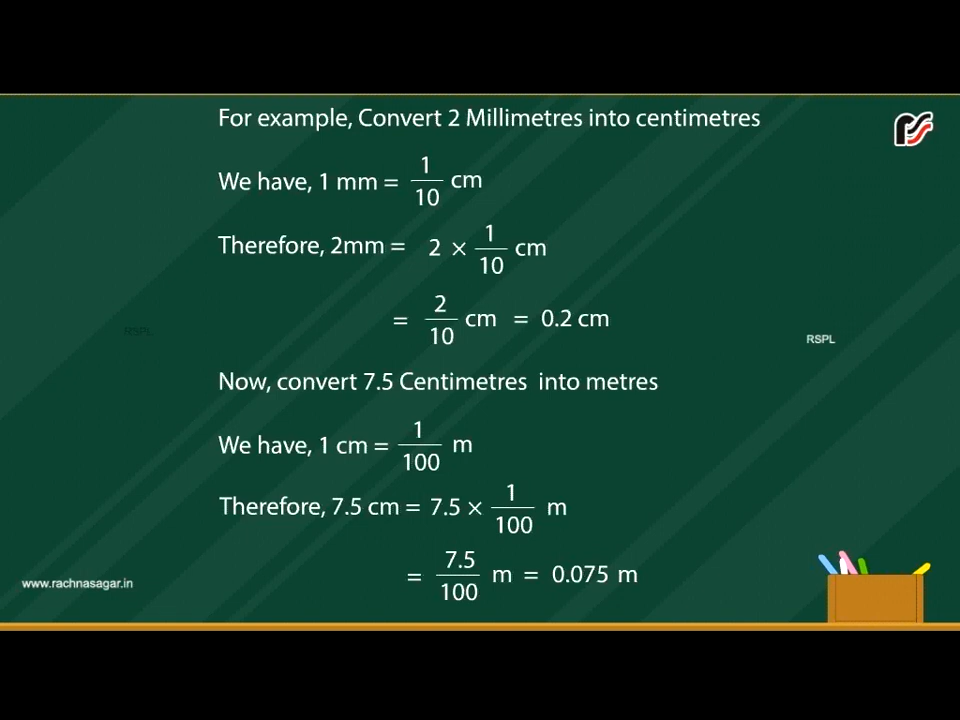 For example, Convert 2 Millimetres into centimetres
We have, 1 mm = 1/10 cm
Therefore, 2mm = 2 × 1/10 cm
= 2/10 cm = 0.2 cm
RSPL
RSPL
Now, convert 7.5 Centimetres into metres
We have, 1 cm = 1/100 m
Therefore, 7.5 cm = 7.5 × 1/100 m
= 7.5/100 m = 0.075 m
www.rachnasagar.in